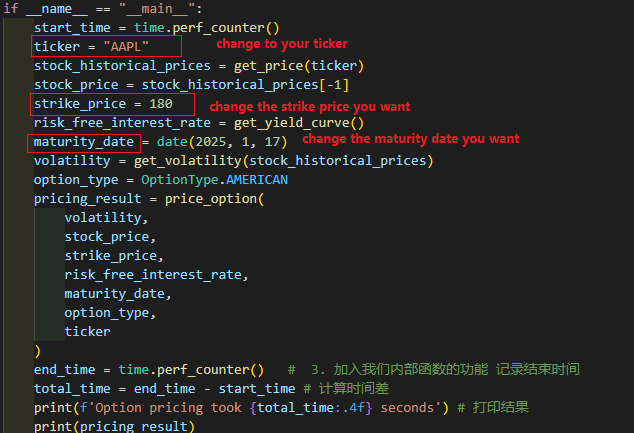 if __name__ == "__main__":
    start_time = time.perf_counter()
    ticker = "AAPL" change to your ticker
    stock_historical_prices = get_price(ticker)
    stock_price = stock_historical_prices[-1]
    strike_price = 180 change the strike price you want
    risk_free_interest_rate = get_yield_curve()
    maturity_date = date(2025, 1, 17) change the maturity date you want
    volatility = get_volatility(stock_historical_prices)
    option_type = OptionType.AMERICAN
    pricing_result = price_option(
        volatility,
        stock_price,
        strike_price,
        risk_free_interest_rate,
        maturity_date,
        option_type,
        ticker
    )
    end_time = time.perf_counter()   #  3. 加入我们内部函数的功能 记录结束时间
    total_time = end_time - start_time # 计算时间差
    print(f'Option pricing took {total_time:.4f} seconds') # 打印结果
    print(pricing_result)